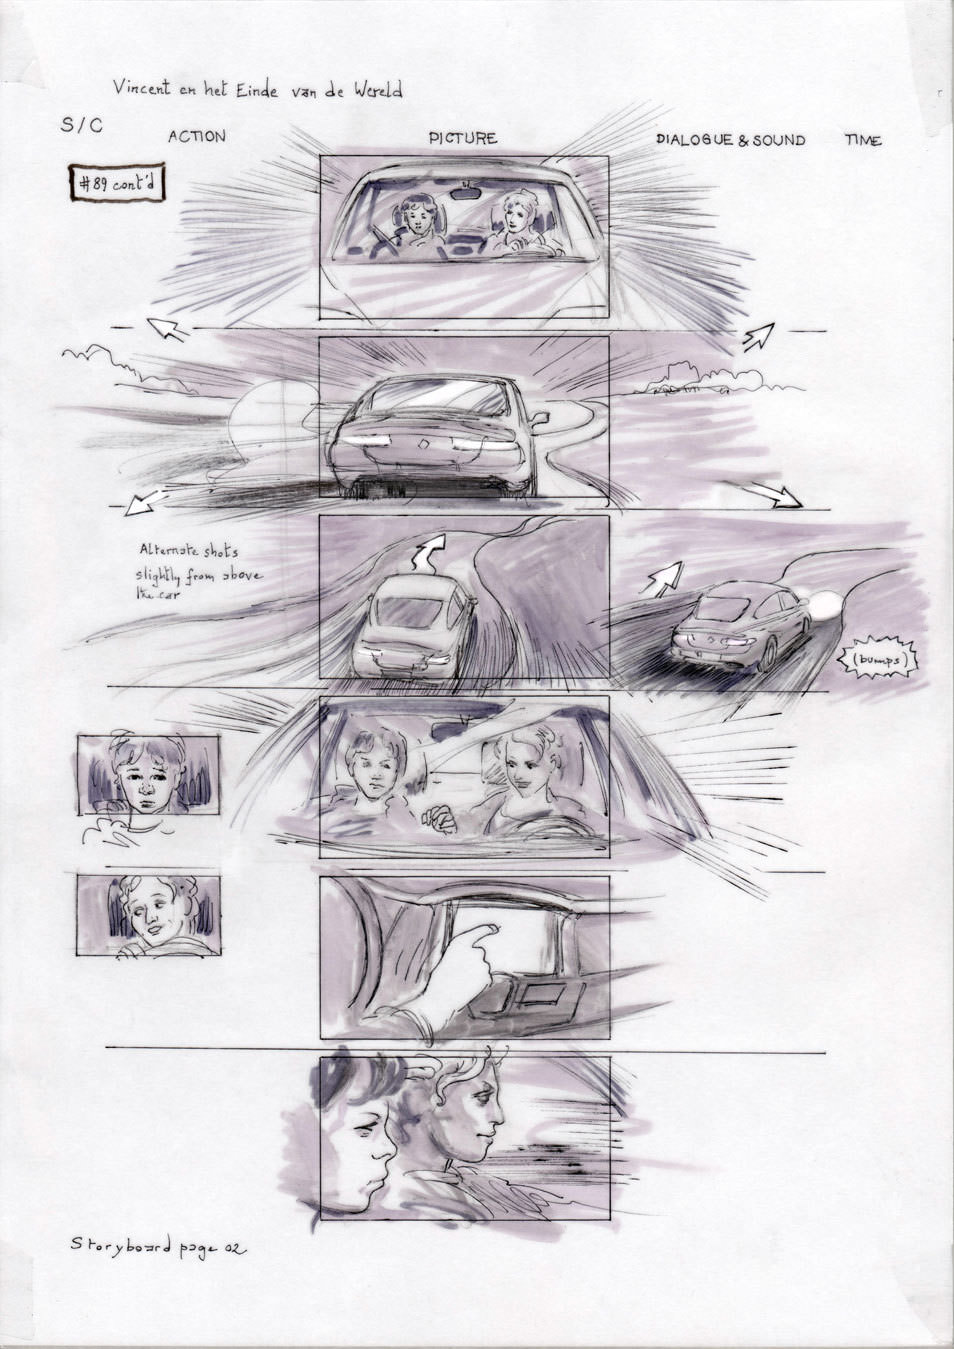 Vincent en het Einde van de Wereld
S/C
ACTION
PICTURE
DIALOGUE & SOUND
TIME
#89 cont'd
Alternate shots
slightly from above
the car
(bumps)
Storyboard page 02